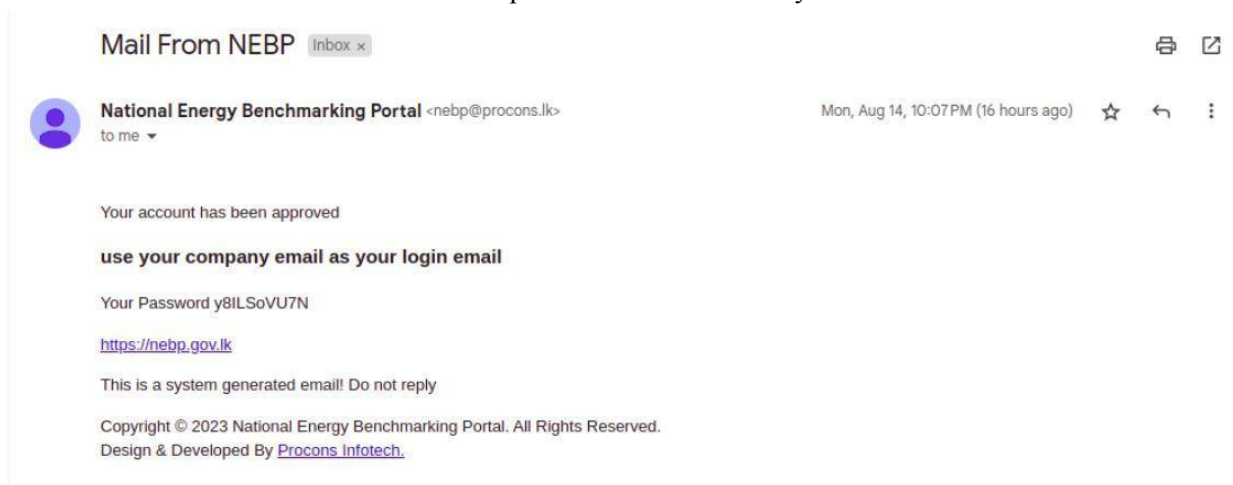 Mail From NEBP Inbox x
National Energy Benchmarking Portal <nebp@procons.lk> Mon, Aug 14, 10:07 PM (16 hours ago)
to me
Your account has been approved
use your company email as your login email
Your Password y8ILSoVU7N
https://nebp.gov.lk
This is a system generated email! Do not reply
Copyright © 2023 National Energy Benchmarking Portal. All Rights Reserved.
Design & Developed By Procons Infotech.